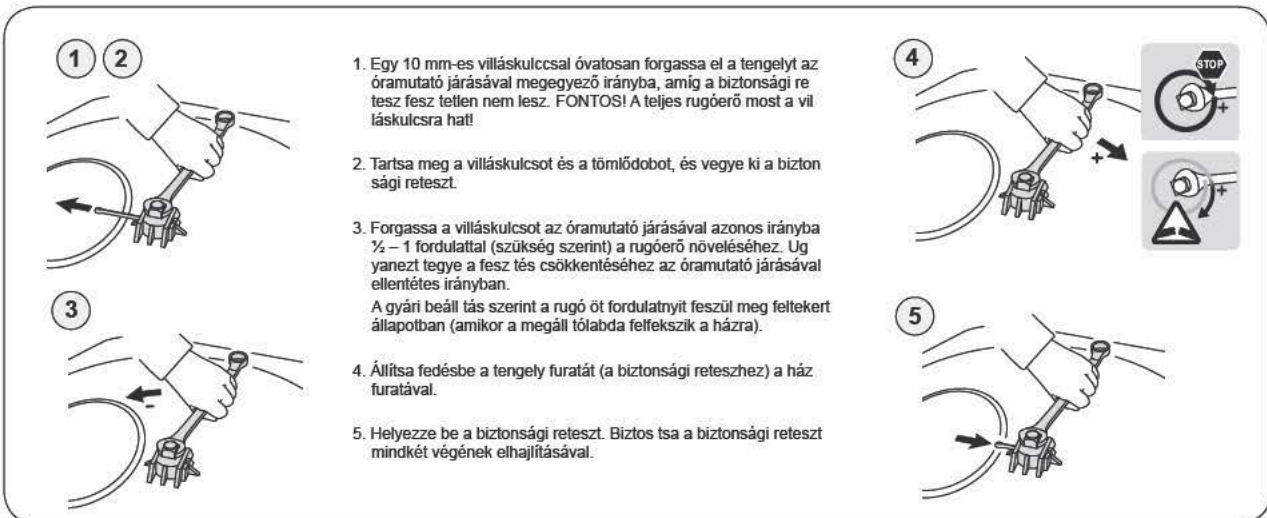 1 2
1. Egy 10 mm-es villáskulccsal óvatosan forgassa el a tengelyt az
óramutató járásával megegyező irányba, amíg a biztonsági re
tesz fesz tetlen nem lesz. FONTOS! A teljes rugóerő most a vil
láskulcsra hat!
2. Tartsa meg a villáskulcsot és a tömlődobot, és vegye ki a bizton
sági reteszt.
3. Forgassa a villáskulcsot az óramutató járásával azonos irányba
½ – 1 fordulattal (szükség szerint) a rugóerő növeléséhez. Ug
yanezt tegye a fesz tés csökkentéséhez az óramutató járásával
ellentétes irányban.
A gyári beáll tás szerint a rugó öt fordulatnyit feszül meg feltekert
állapotban (amikor a megáll tólabda felfekszik a házra).
4. Állítsa fedésbe a tengely furatát (a biztonsági reteszhez) a ház
furatával.
5. Helyezze be a biztonsági reteszt. Biztos tsa a biztonsági reteszt
mindkét végének elhajlításával.
3
-
4
+
STOP
+
+
5